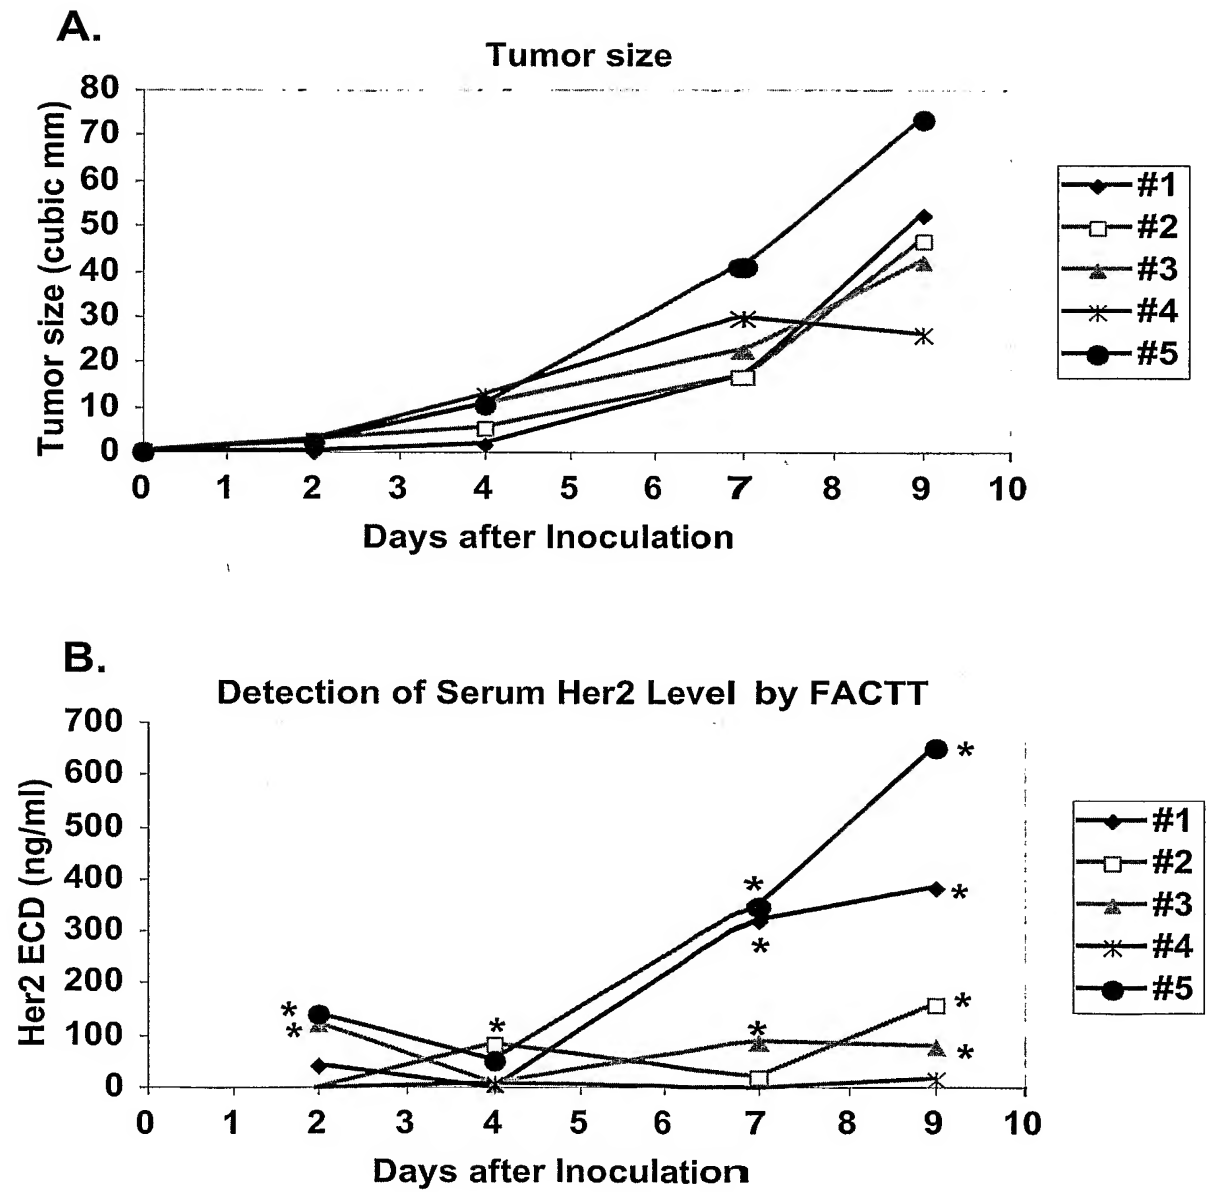 A.
Tumor size
80
70
60
50
40
30
20
10
0
Tumor size (cubic mm)
0 1 2 3 4 5 6 7 8 9 10
Days after Inoculation
#1
#2
#3
#4
#5
B.
Detection of Serum Her2 Level by FACTT
700
600
500
400
300
200
100
0
Her2 ECD (ng/ml)
* * * * * * * * * *
0 1 2 3 4 5 6 7 8 9 10
Days after Inoculation
#1
#2
#3
#4
#5